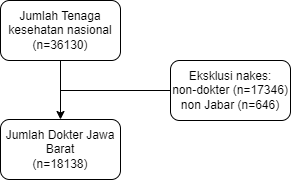 Jumlah Tenaga
kesehatan nasional
(n=36130)
Eksklusi nakes:
non-dokter (n=17346)
non Jabar (n=646)
Jumlah Dokter Jawa
Barat
(n=18138)